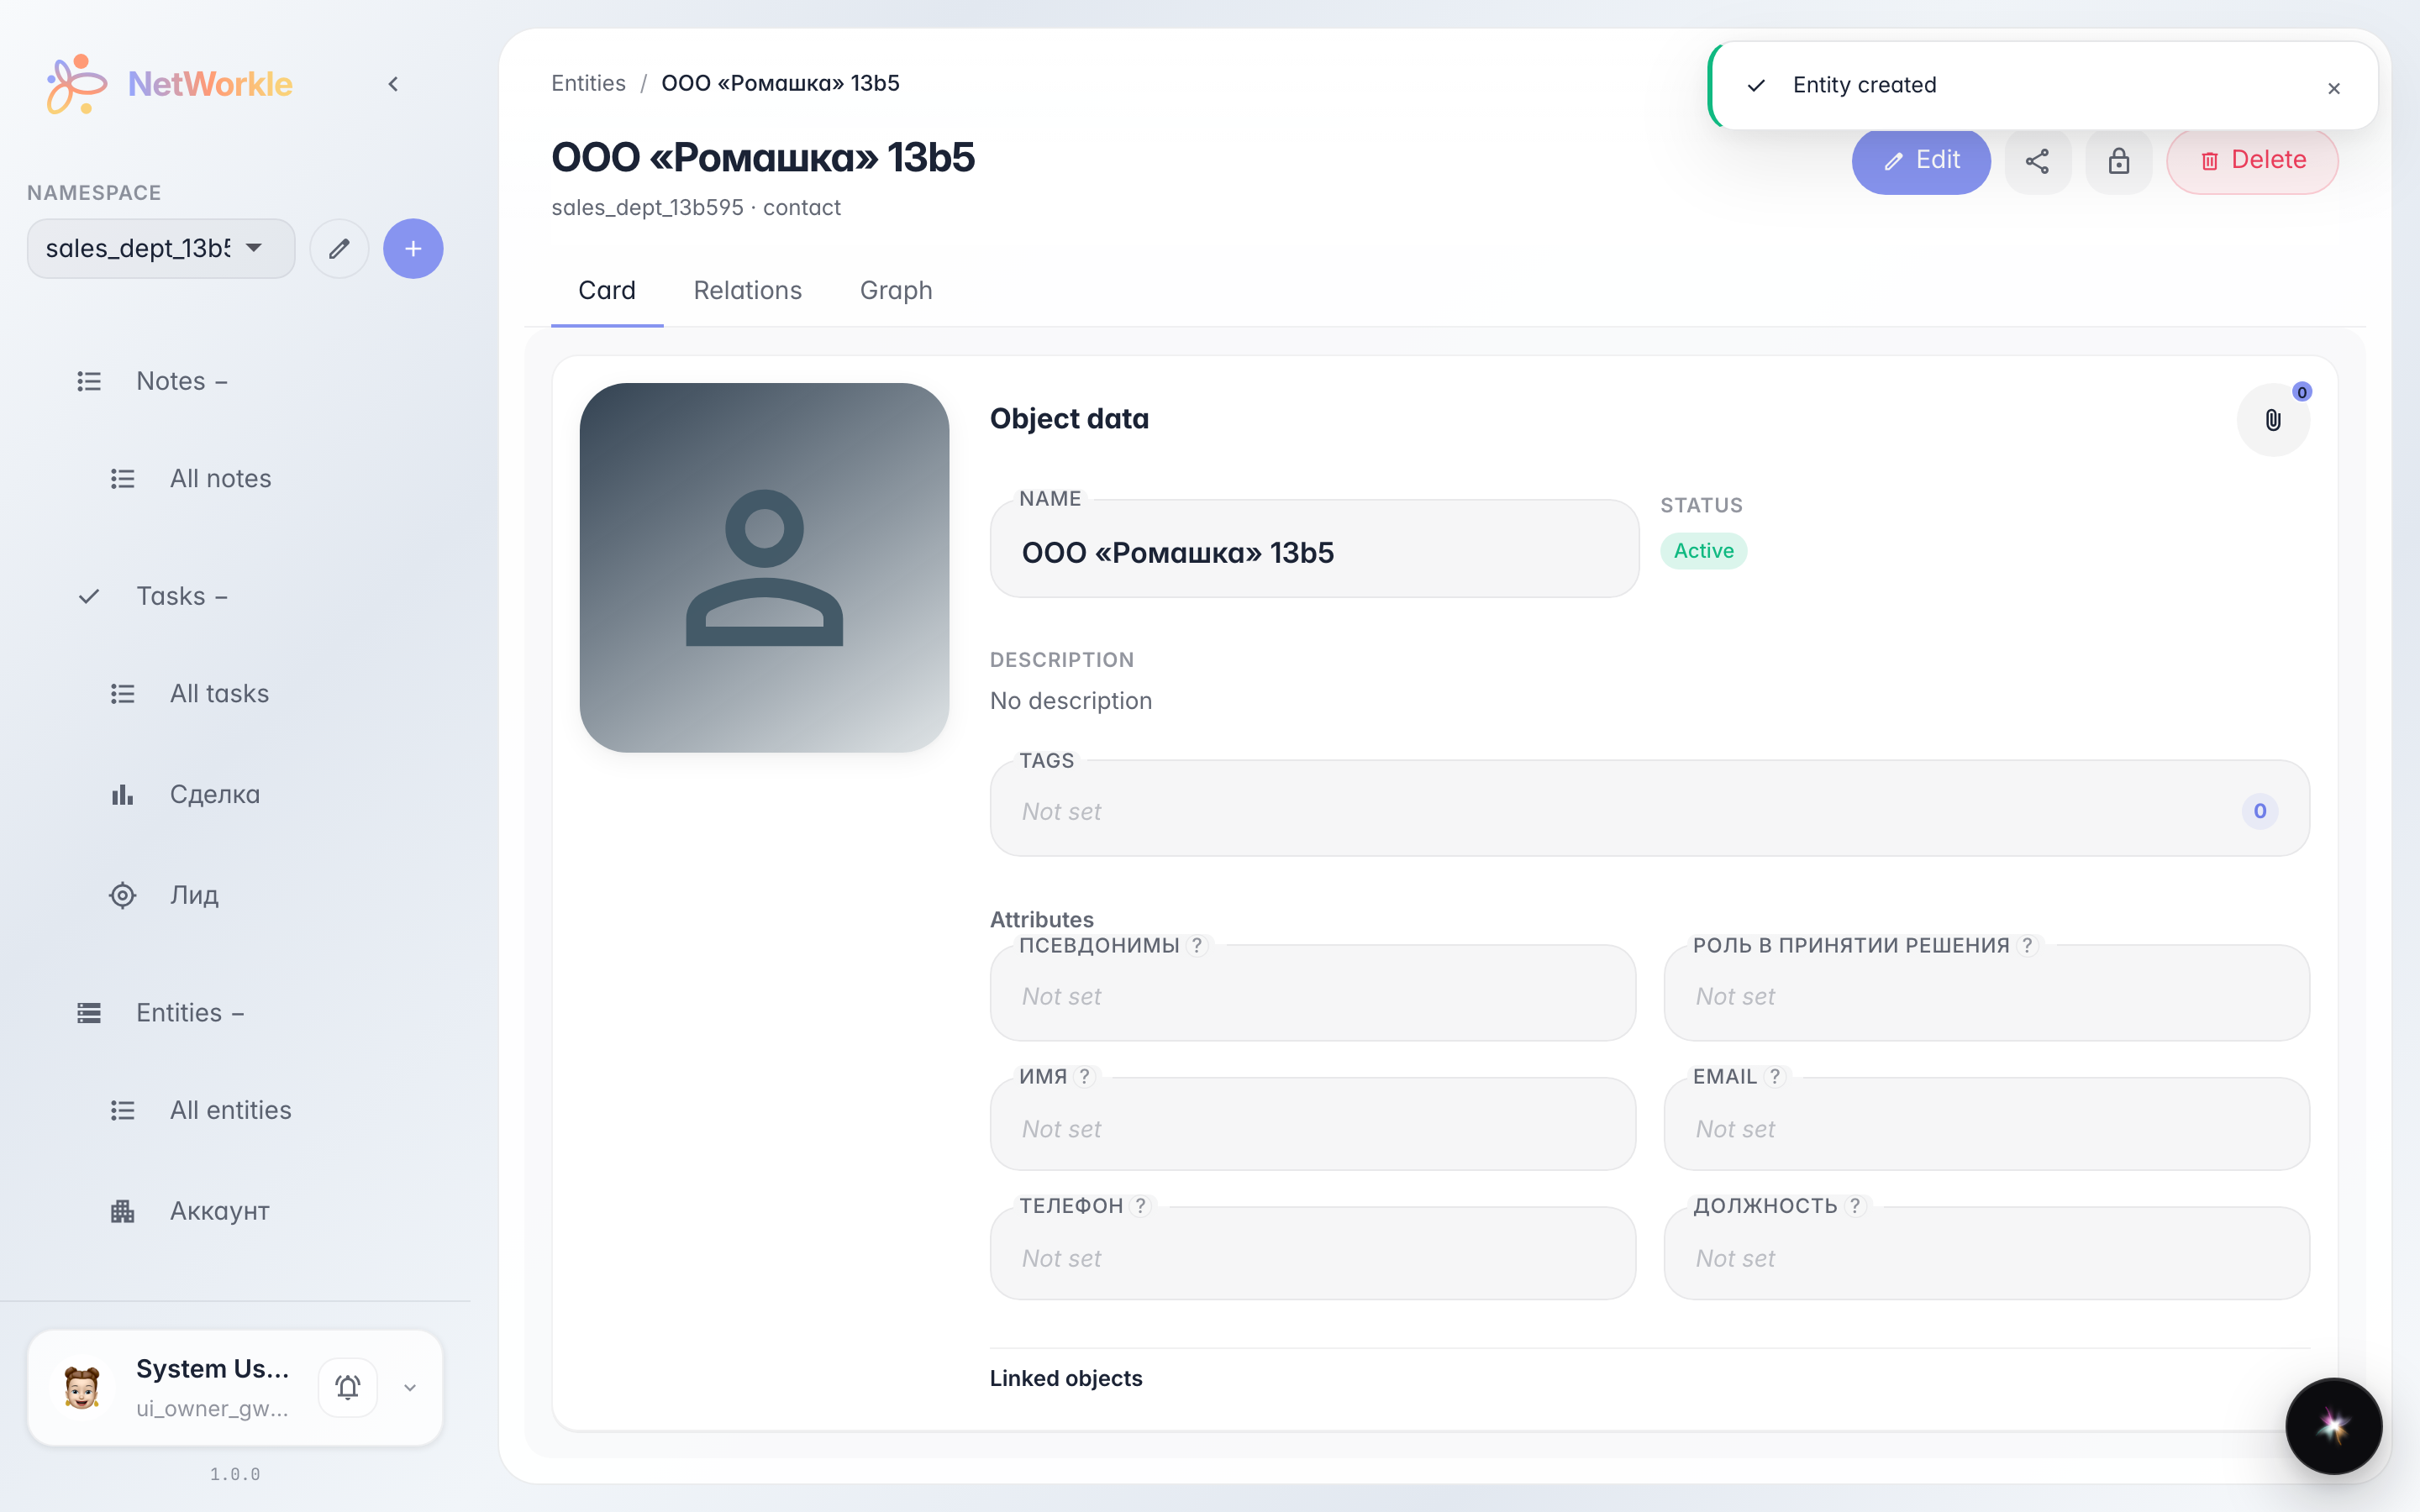 NetWorkle
NAMESPACE
sales_dept_13b5
Notes –
All notes
Tasks –
All tasks
Сделка
Лид
Entities –
All entities
Аккаунт
System Us...
ui_owner_gw...
1.0.0
Entities / ООО «Ромашка» 13b5
Entity created
ООО «Ромашка» 13b5
sales_dept_13b595 · contact
Edit
Delete
Card Relations Graph
Object data
0
NAME
ООО «Ромашка» 13b5
STATUS
Active
DESCRIPTION
No description
TAGS
Not set
0
Attributes
ПСЕВДОНИМЫ ?
Not set
РОЛЬ В ПРИНЯТИИ РЕШЕНИЯ ?
Not set
ИМЯ ?
Not set
EMAIL ?
Not set
ТЕЛЕФОН ?
Not set
ДОЛЖНОСТЬ ?
Not set
Linked objects